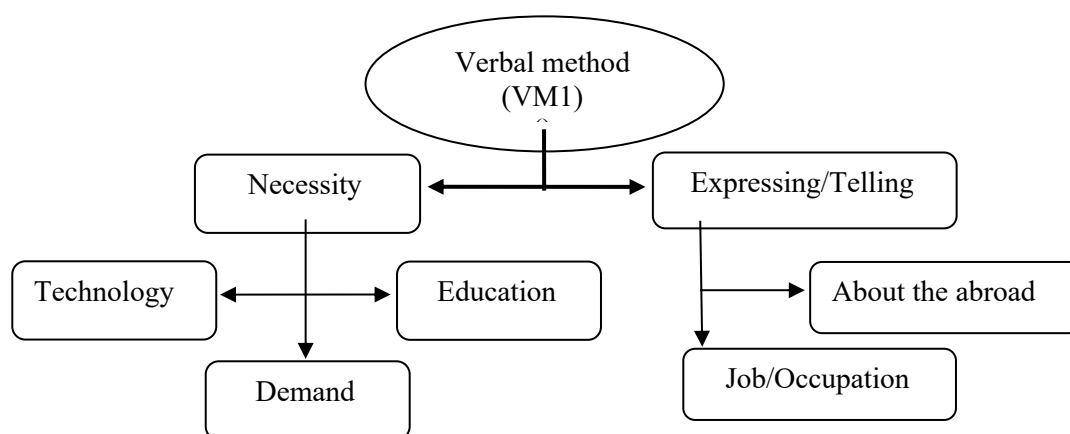 Verbal method
(VM1)
Necessity
Expressing/Telling
Technology
Education
About the abroad
Demand
Job/Occupation